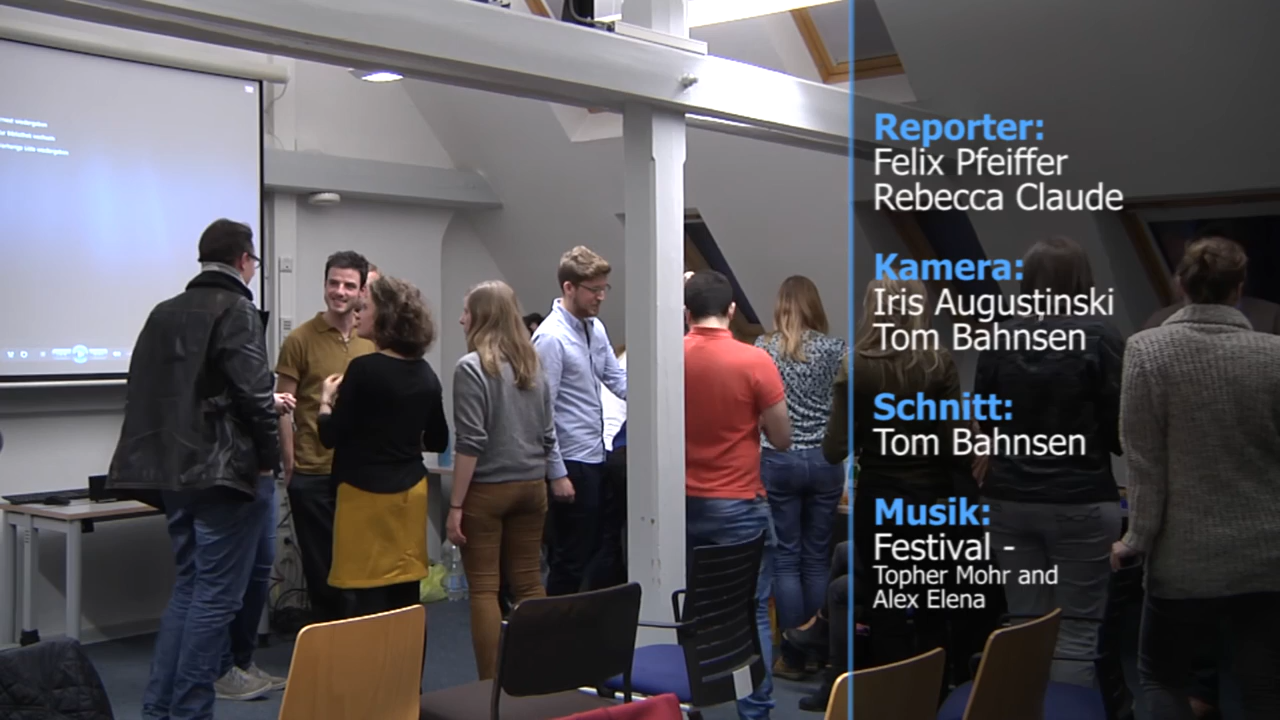 Reporter:
Felix Pfeiffer
Rebecca Claude
Kamera:
Iris Augustinski
Tom Bahnsen
Schnitt:
Tom Bahnsen
Musik:
Festival -
Topher Mohr and
Alex Elena